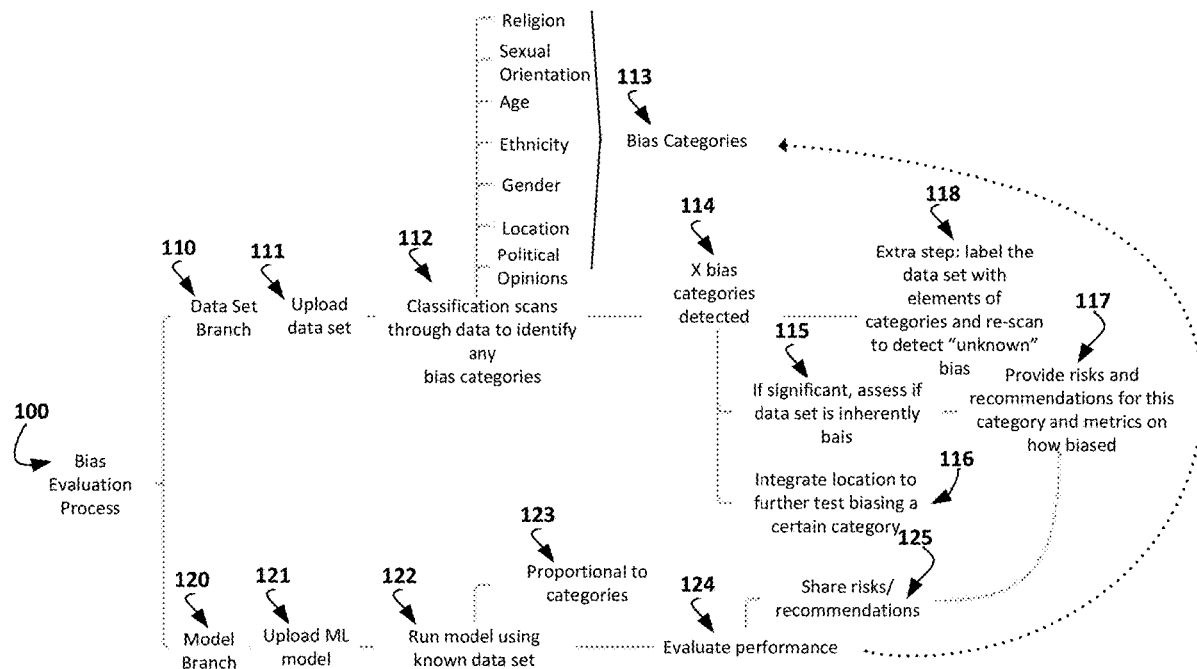 Religion
Sexual
Orientation
Age
Ethnicity
Gender
Location
Political
Opinions
113
Bias Categories
110
Data Set
Branch
111
Upload
data set
112
Classification scans
through data to identify
any
bias categories
114
X bias
categories
detected
118
Extra step: label the
data set with
elements of
categories and re-scan
to detect “unknown”
bias
115
If significant, assess if
data set is inherently
bais
117
Provide risks and
recommendations for this
category and metrics on
how biased
116
Integrate location to
further test biasing a
certain category
100
Bias
Evaluation
Process
120
Model
Branch
121
Upload ML
model
122
Run model using
known data set
123
Proportional to
categories
124
Evaluate performance
125
Share risks/
recommendations